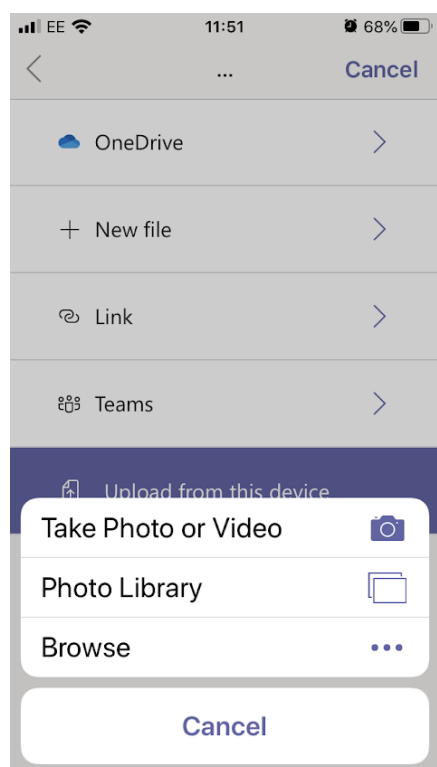 EE 11:51 68%
... Cancel
OneDrive
New file
Link
Teams
Upload from this device
Take Photo or Video
Photo Library
Browse
Cancel